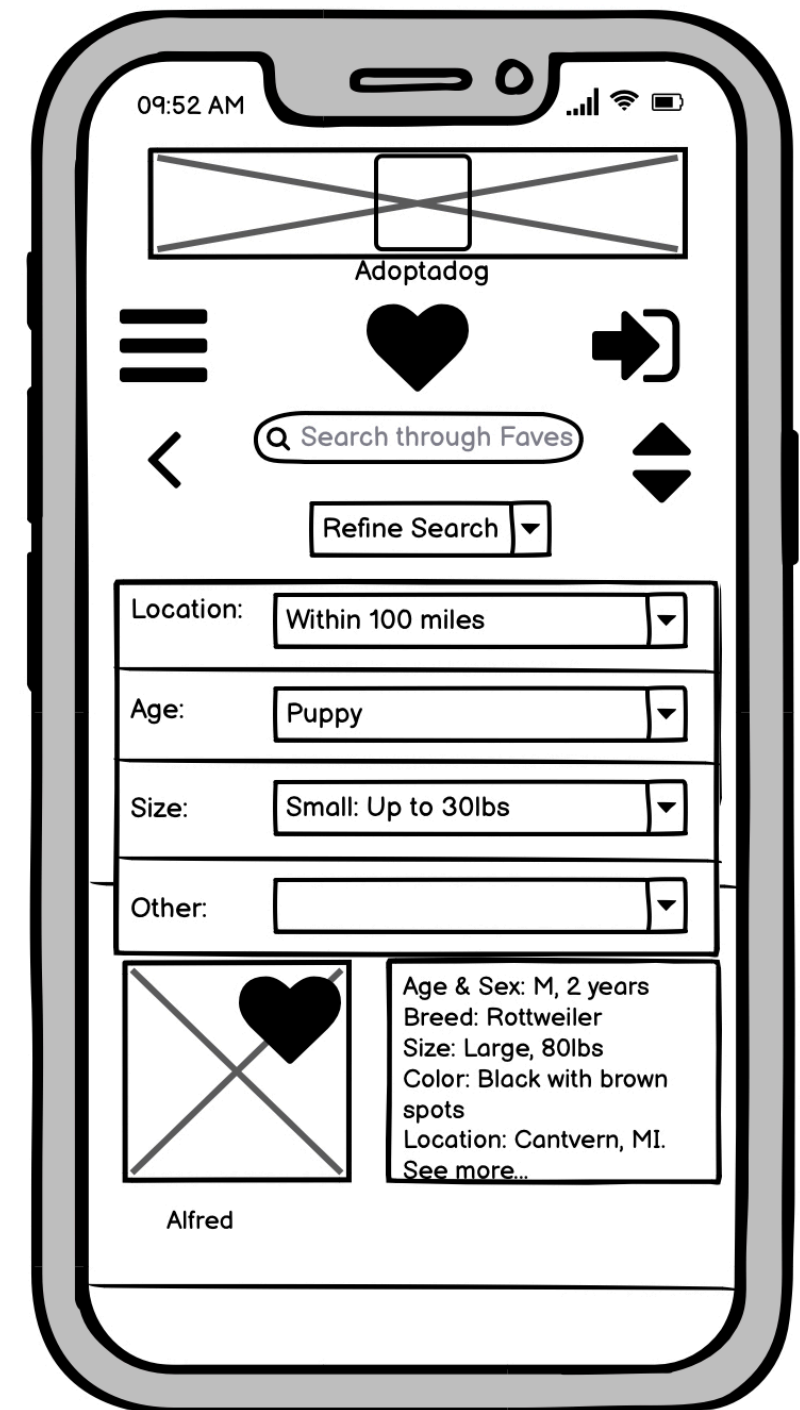 09:52 AM
Adoptadog
Search through Faves
Refine Search
Location: Within 100 miles
Age: Puppy
Size: Small: Up to 30lbs
Other:
Age & Sex: M, 2 years
Breed: Rottweiler
Size: Large, 80lbs
Color: Black with brown
spots
Location: Cantvern, MI.
See more...
Alfred